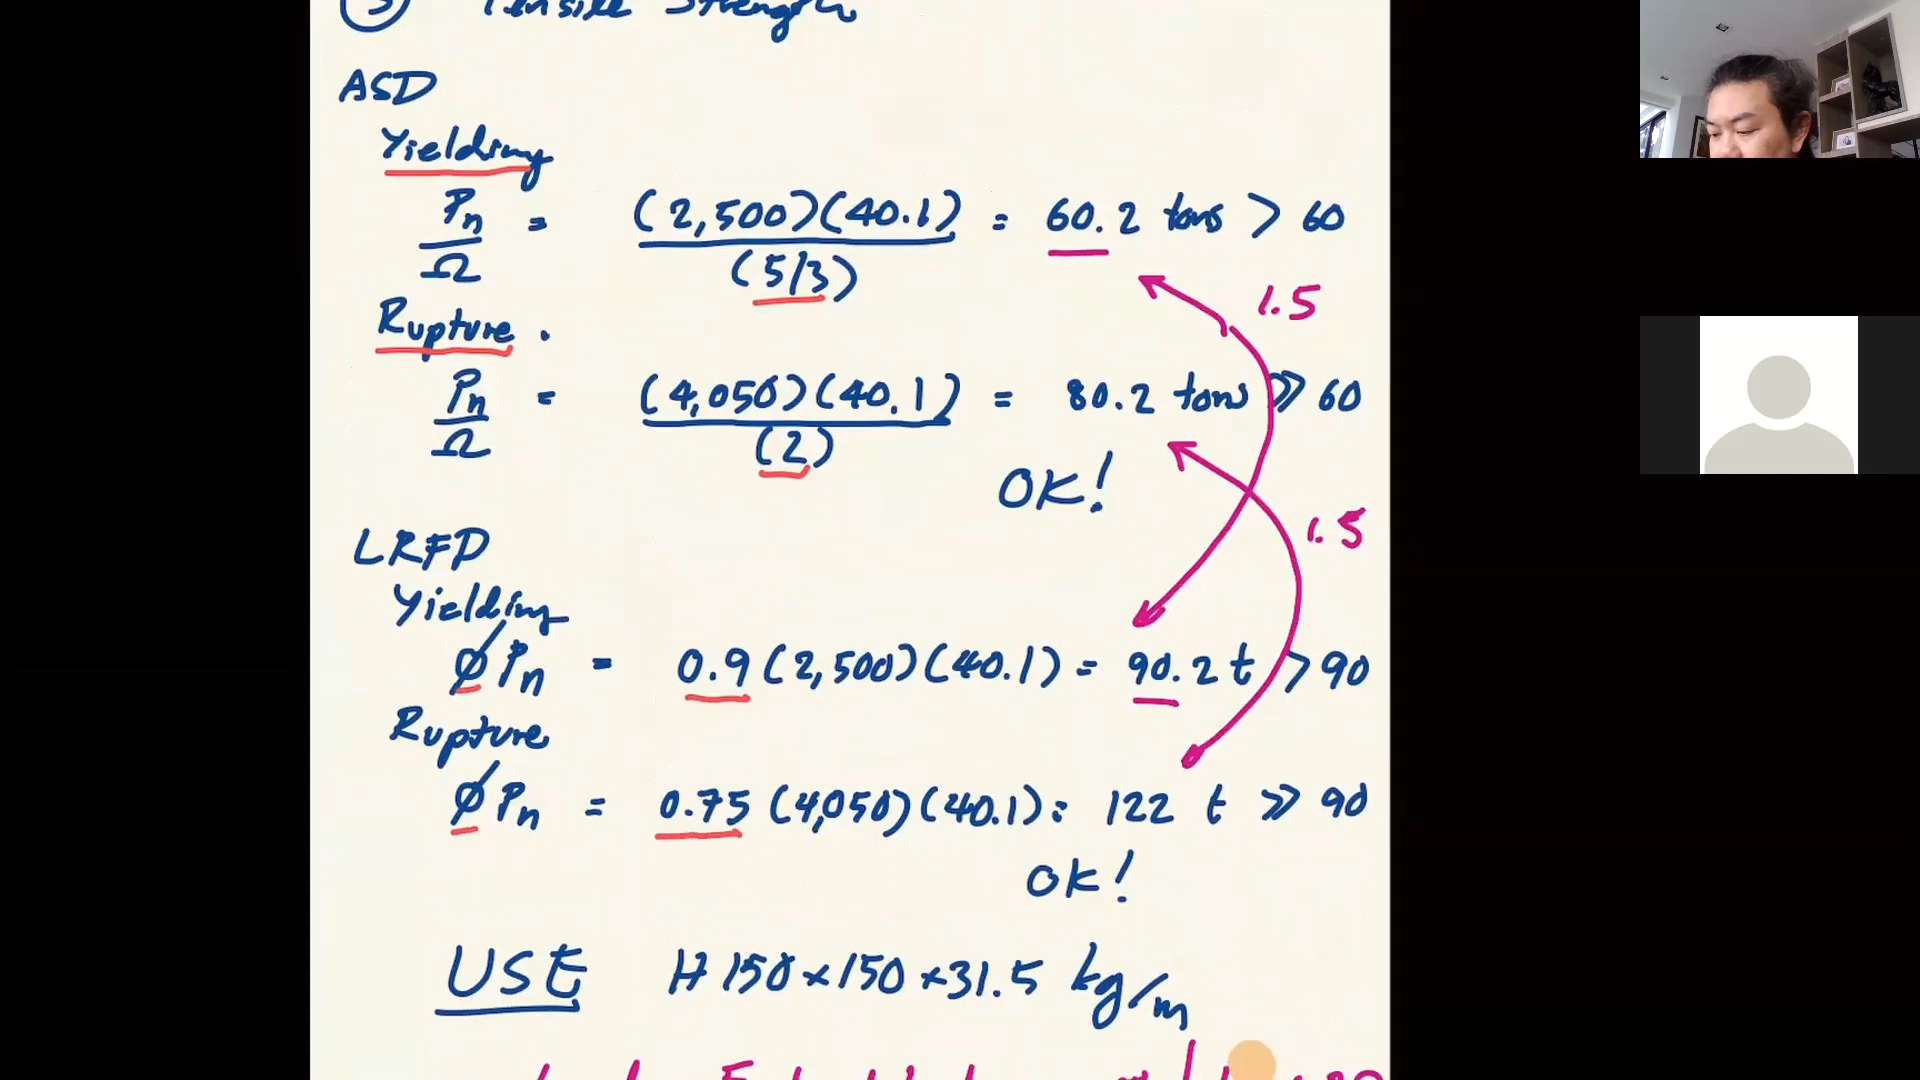 ③ Tensile Strength
ASD
Yielding
Pn/Ω = (2,500)(40.1)/(5/3) = 60.2 tons > 60
1.5
Rupture .
Pn/Ω = (4,050)(40.1)/(2) = 80.2 tons ≫ 60
OK!
1.5
LRFD
Yielding
ØPn = 0.9(2,500)(40.1) = 90.2 t > 90
Rupture
ØPn = 0.75(4,050)(40.1) = 122 t ≫ 90
OK!
USE H 150×150×31.5 kg/m